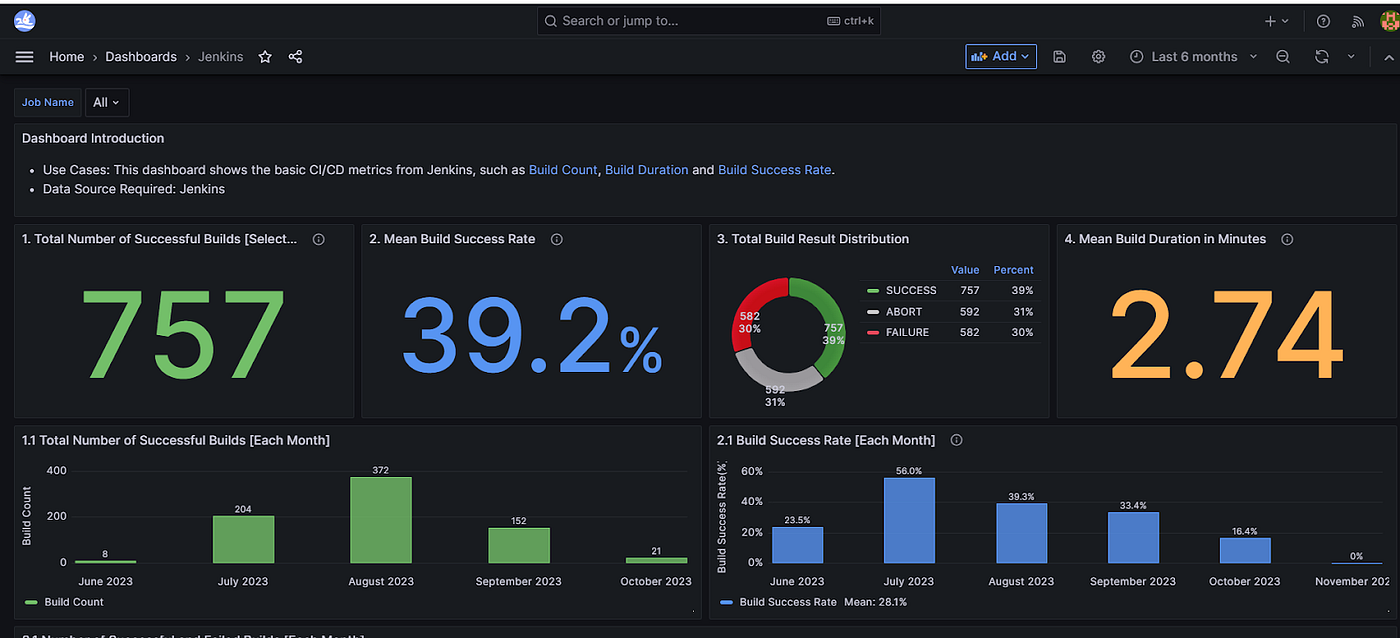 Search or jump to... ctrl+k
Home › Dashboards › Jenkins
Add
Last 6 months
Job Name All
Dashboard Introduction
• Use Cases: This dashboard shows the basic CI/CD metrics from Jenkins, such as Build Count, Build Duration and Build Success Rate.
• Data Source Required: Jenkins
1. Total Number of Successful Builds [Select...
757
2. Mean Build Success Rate
39.2%
3. Total Build Result Distribution
582
30%
757
39%
592
31%
Value Percent
SUCCESS 757 39%
ABORT 592 31%
FAILURE 582 30%
4. Mean Build Duration in Minutes
2.74
1.1 Total Number of Successful Builds [Each Month]
Build Count
400
200
0
8
204
372
152
21
June 2023 July 2023 August 2023 September 2023 October 2023
Build Count
2.1 Build Success Rate [Each Month]
Build Success Rate(%)
60%
40%
20%
0%
23.5%
56.0%
39.3%
33.4%
16.4%
0%
June 2023 July 2023 August 2023 September 2023 October 2023 November 202
Build Success Rate Mean: 28.1%